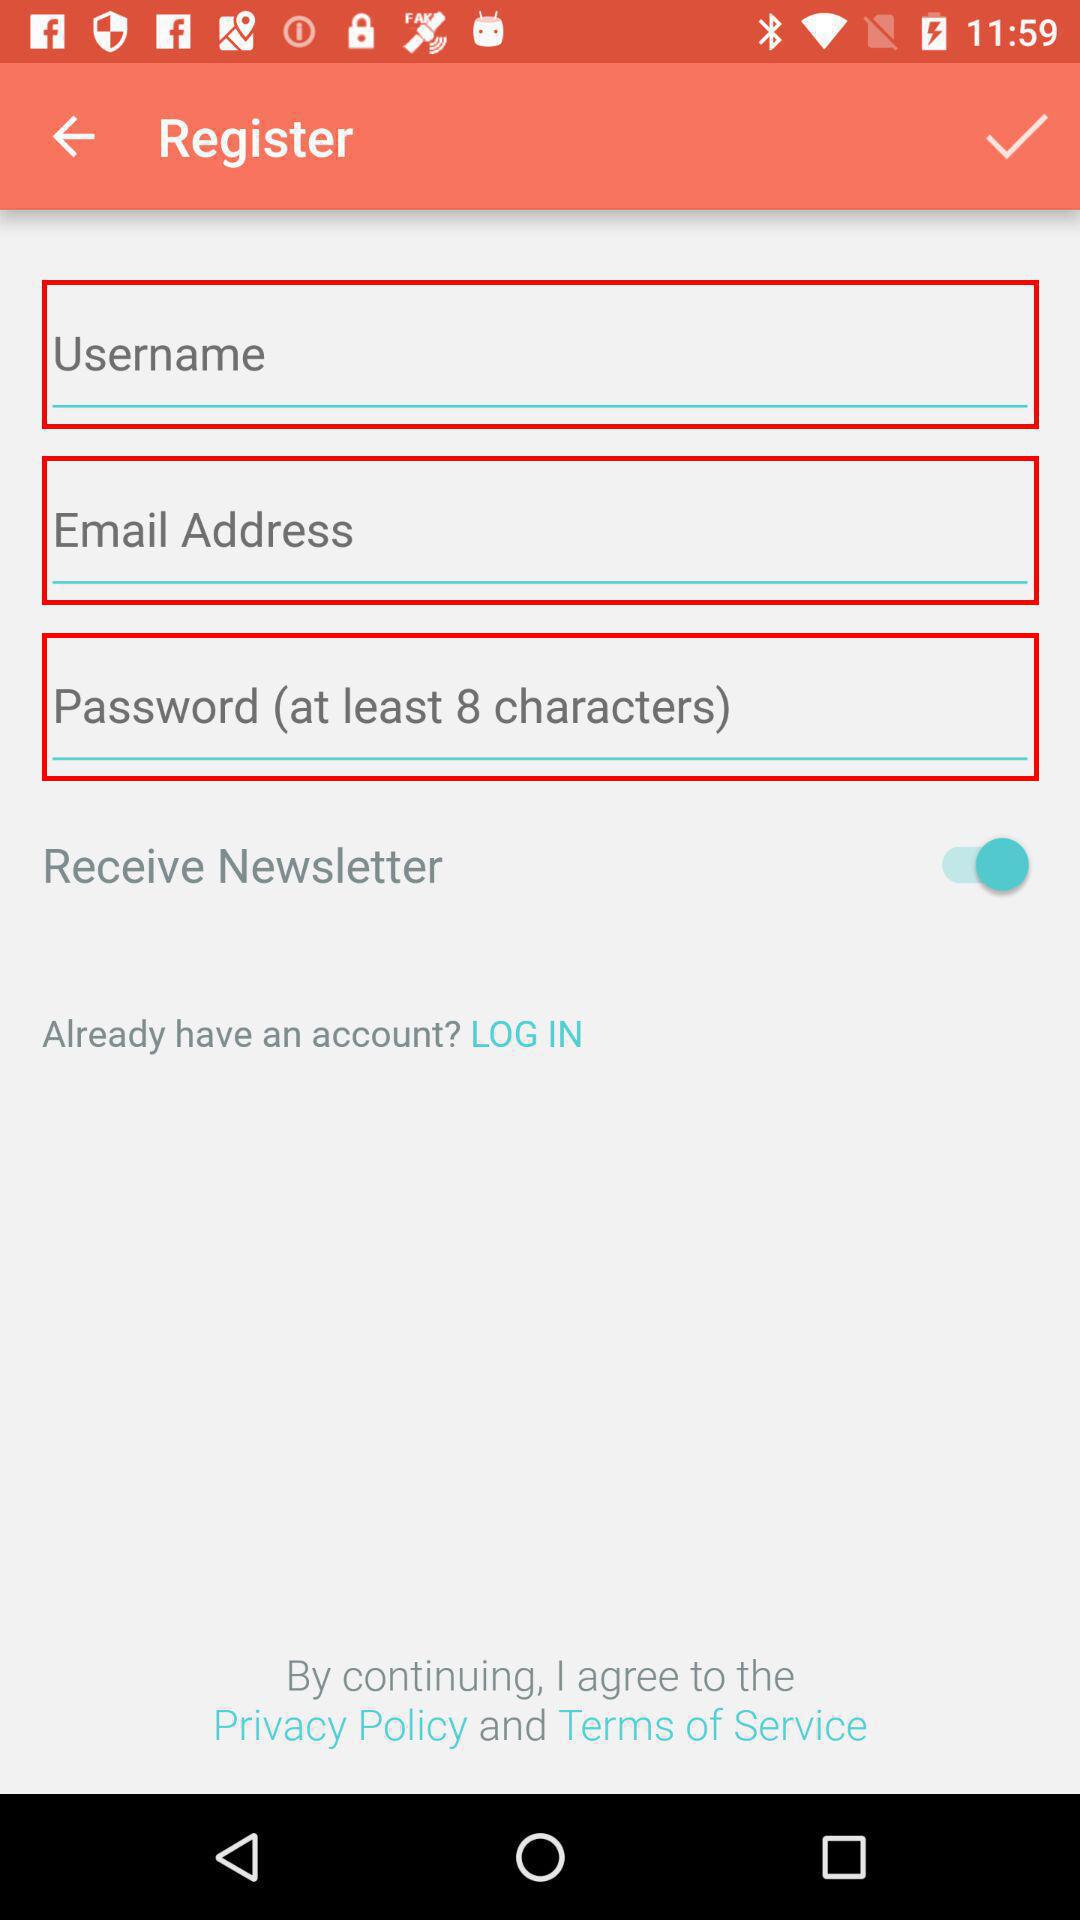 FAKE
11:59
Register
Username
Email Address
Password (at least 8 characters)
Receive Newsletter
Already have an account? LOG IN
By continuing, I agree to the
Privacy Policy and Terms of Service